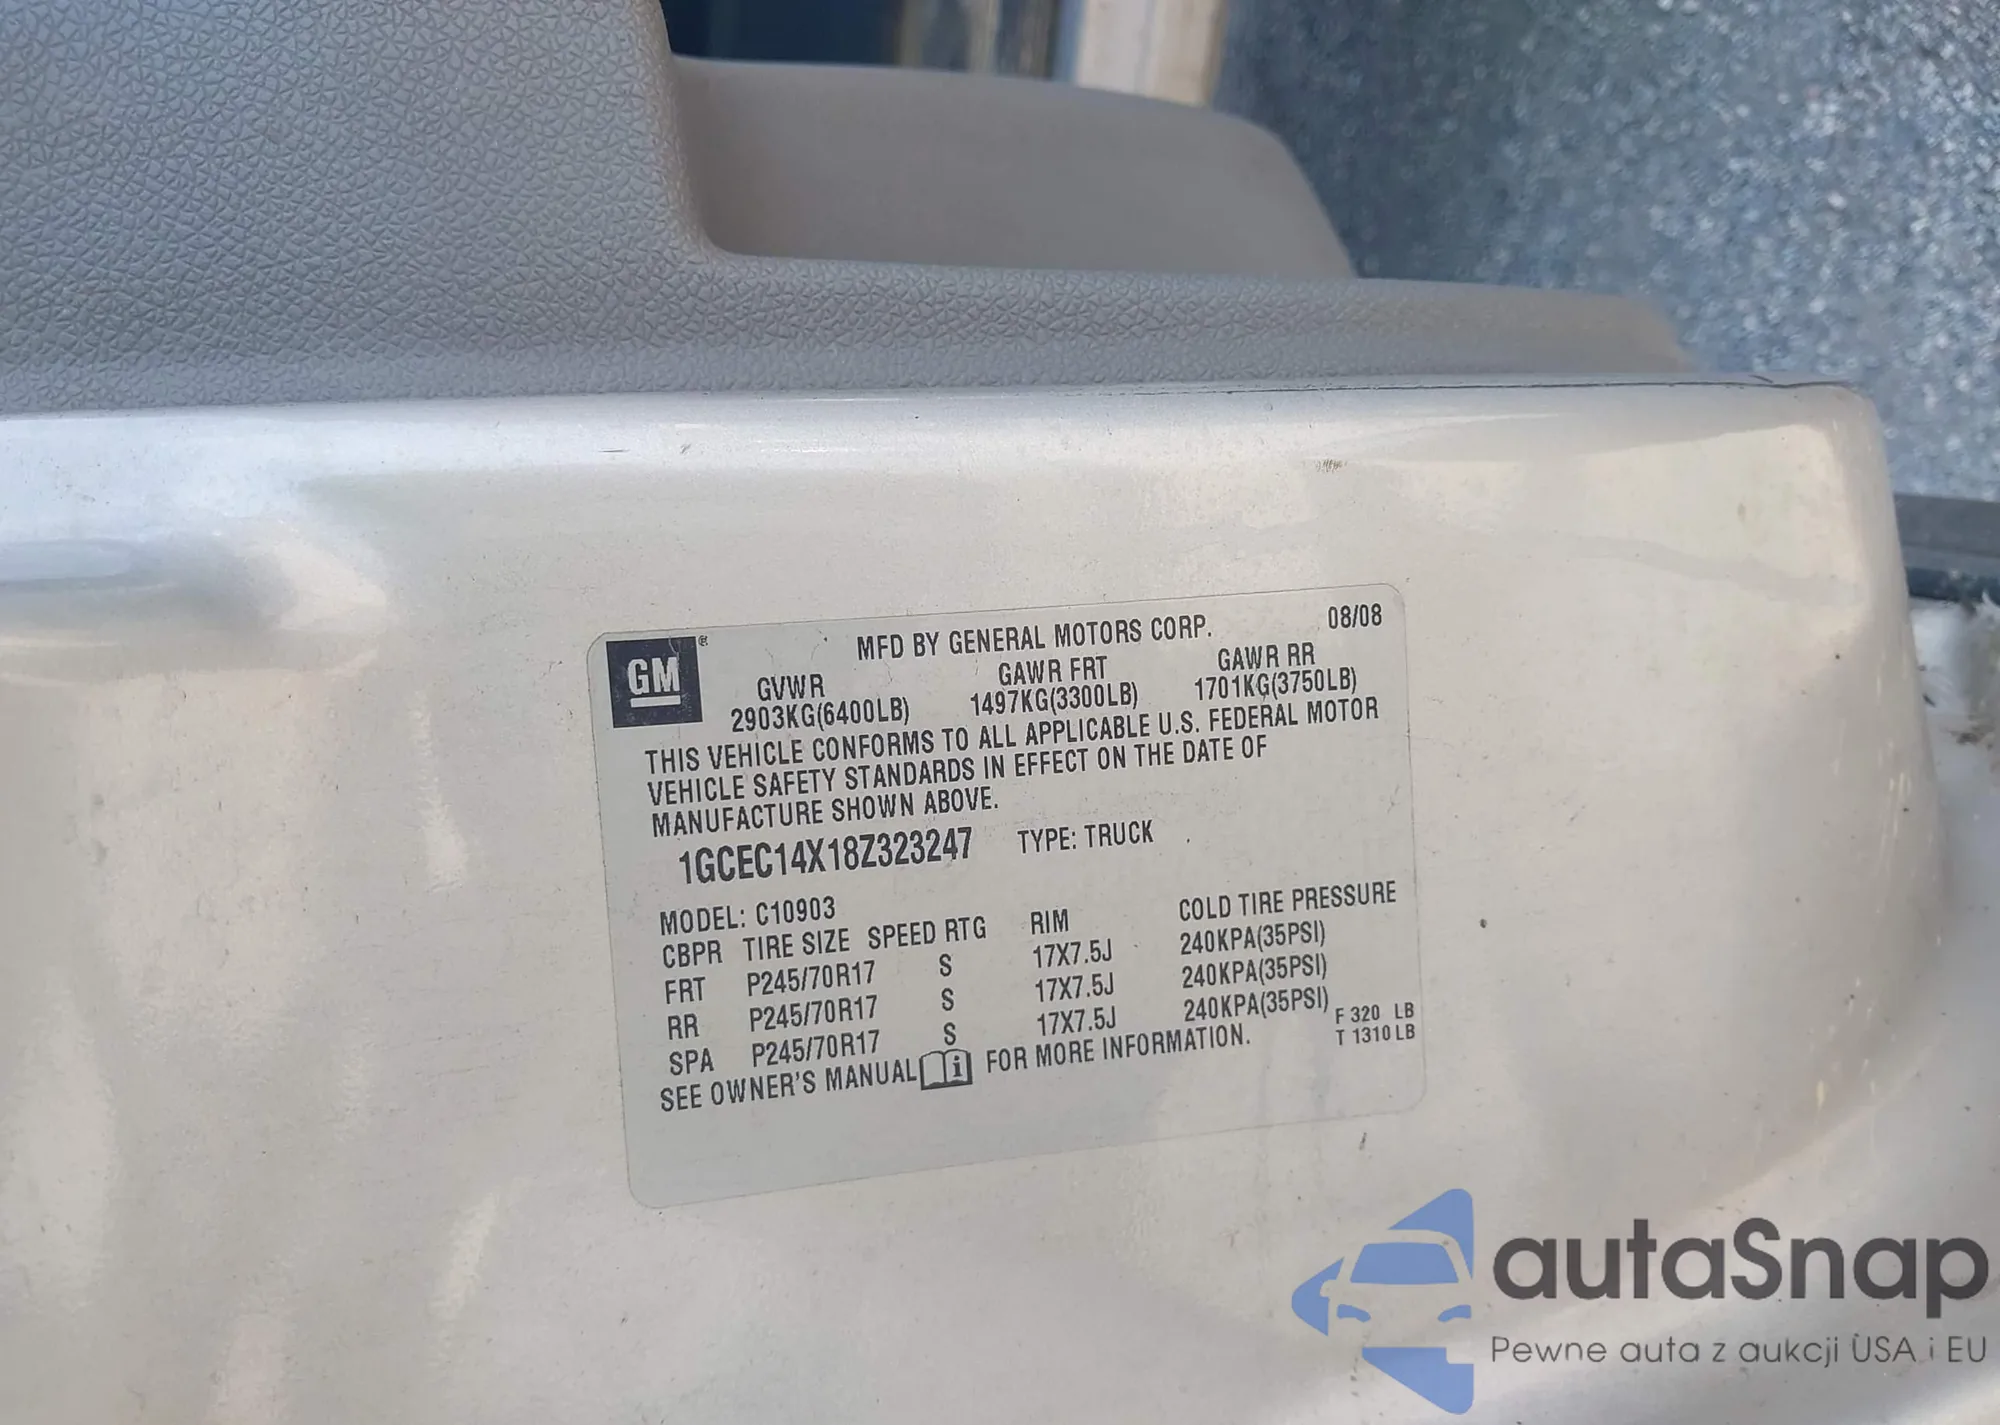 GM ®
MFD BY GENERAL MOTORS CORP. 08/08
GVWR GAWR FRT GAWR RR
2903KG(6400LB) 1497KG(3300LB) 1701KG(3750LB)
THIS VEHICLE CONFORMS TO ALL APPLICABLE U.S. FEDERAL MOTOR
VEHICLE SAFETY STANDARDS IN EFFECT ON THE DATE OF
MANUFACTURE SHOWN ABOVE.
1GCEC14X18Z323247 TYPE: TRUCK
MODEL: C10903
CBPR TIRE SIZE SPEED RTG RIM COLD TIRE PRESSURE
FRT P245/70R17 S 17X7.5J 240KPA(35PSI)
RR P245/70R17 S 17X7.5J 240KPA(35PSI)
SPA P245/70R17 S 17X7.5J 240KPA(35PSI)
F 320 LB
T 1310 LB
SEE OWNER'S MANUAL i FOR MORE INFORMATION.
autaSnap
Pewne auta z aukcji USA i EU